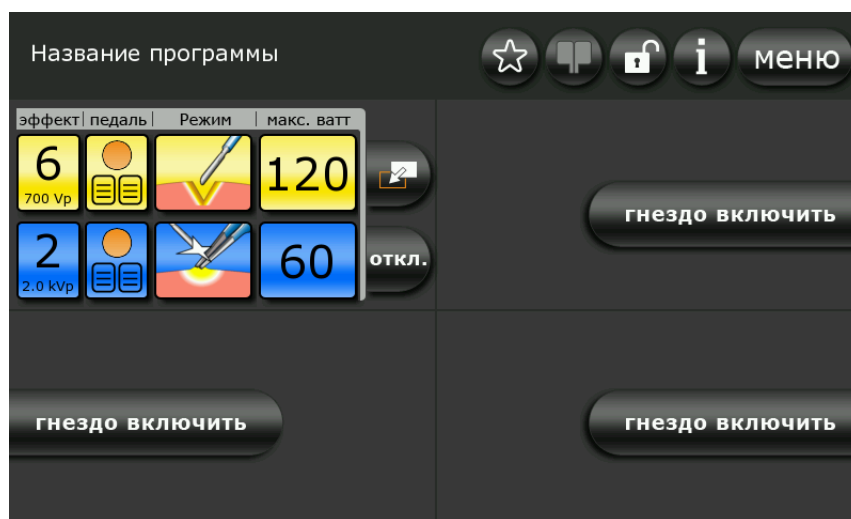 Название программы
i
меню
эффект педаль Режим макс. ватт
6
700 Vp
120
2
2.0 kVp
60
откл.
гнездо включить
гнездо включить
гнездо включить